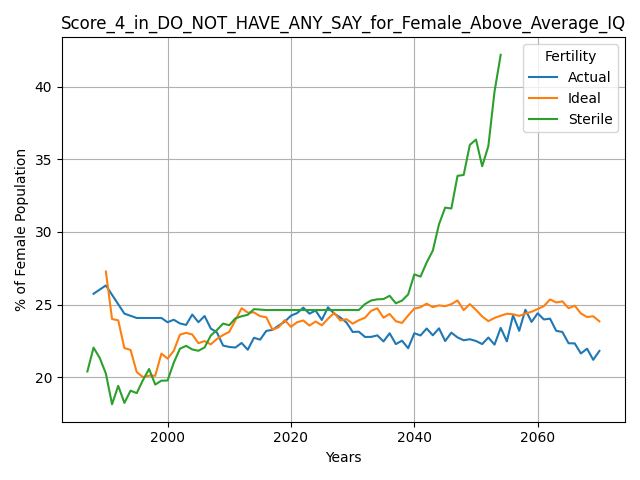 Score_4_in_DO_NOT_HAVE_ANY_SAY_for_Female_Above_Average_IQ
Fertility
Actual
Ideal
Sterile
% of Female Population
40
35
30
25
20
2000
2020
2040
2060
Years